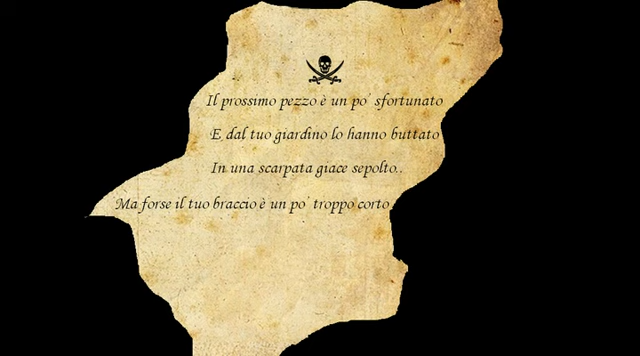 Il prossimo pezzo è un po' sfortunato
E dal tuo giardino lo hanno buttato
In una scarpata giace sepolto..
Ma forse il tuo braccio è un po' troppo corto